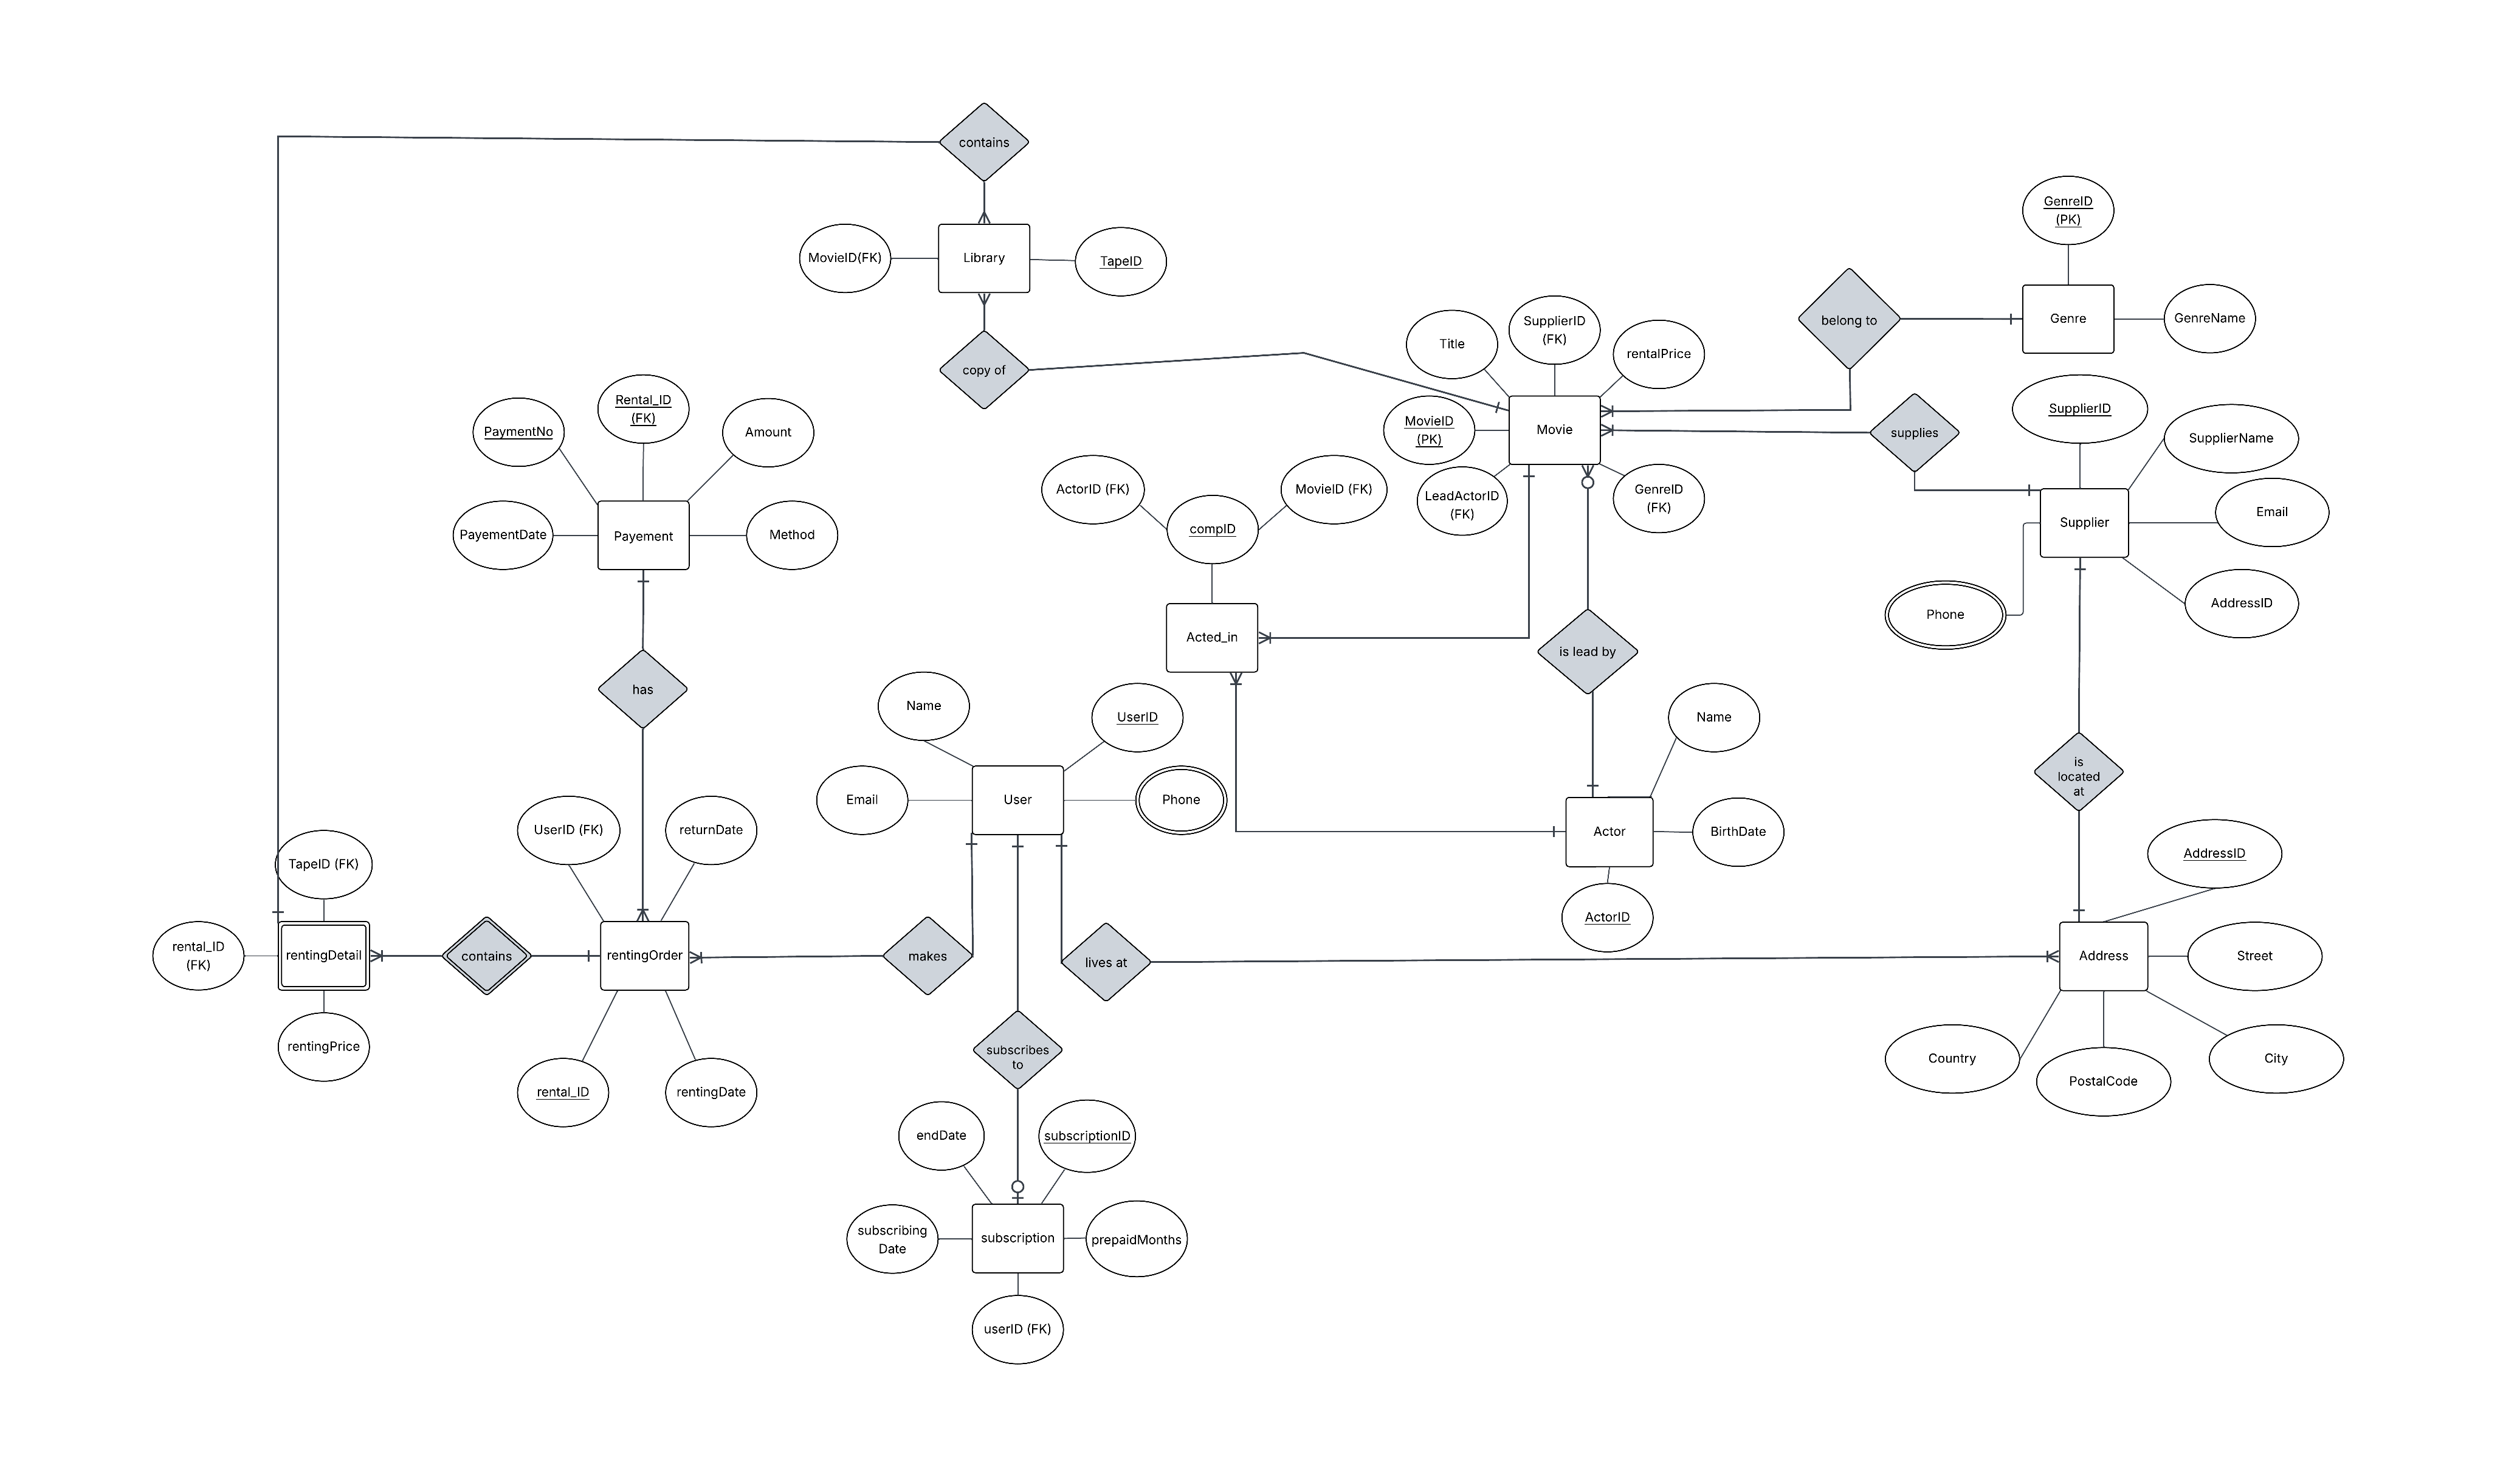 contains
GenreID
(PK)
MovieID(FK)
Library
TapeID
belong to
Genre
GenreName
Title
SupplierID
(FK)
rentalPrice
copy of
Rental_ID
(FK)
PaymentNo
Amount
MovieID
(PK)
Movie
supplies
SupplierID
SupplierName
ActorID (FK)
MovieID (FK)
LeadActorID
(FK)
GenreID
(FK)
compID
Supplier
Email
PayementDate
Payement
Method
Phone
AddressID
Acted_in
is lead by
has
Name
UserID
Name
is
located
at
Email
User
Phone
UserID (FK)
returnDate
Actor
BirthDate
TapeID (FK)
AddressID
ActorID
rental_ID
(FK)
rentingDetail
contains
rentingOrder
makes
lives at
Address
Street
rentingPrice
subscribes
to
Country
City
PostalCode
rental_ID
rentingDate
endDate
subscriptionID
subscribing
Date
subscription
prepaidMonths
userID (FK)